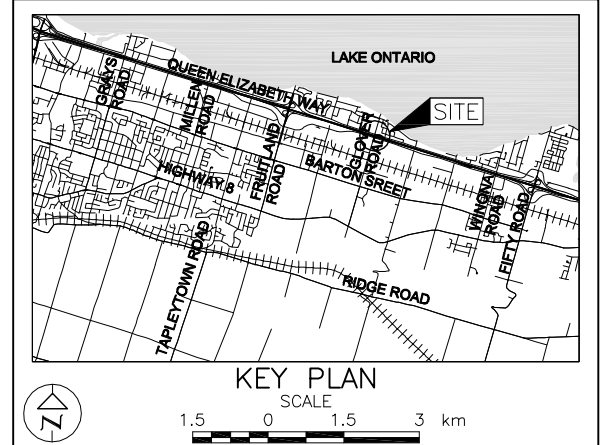 LAKE ONTARIO
QUEEN ELIZABETH WAY
GRAYS
ROAD
MILLEN
ROAD
SITE
GLOVER
ROAD
FRUITLAND
ROAD
BARTON SREET
HIGHWAY 8
WINONA
ROAD
FIFTY ROAD
TAPLEYTOWN ROAD
RIDGE ROAD
KEY PLAN
SCALE
N
1.5 0 1.5 3 km